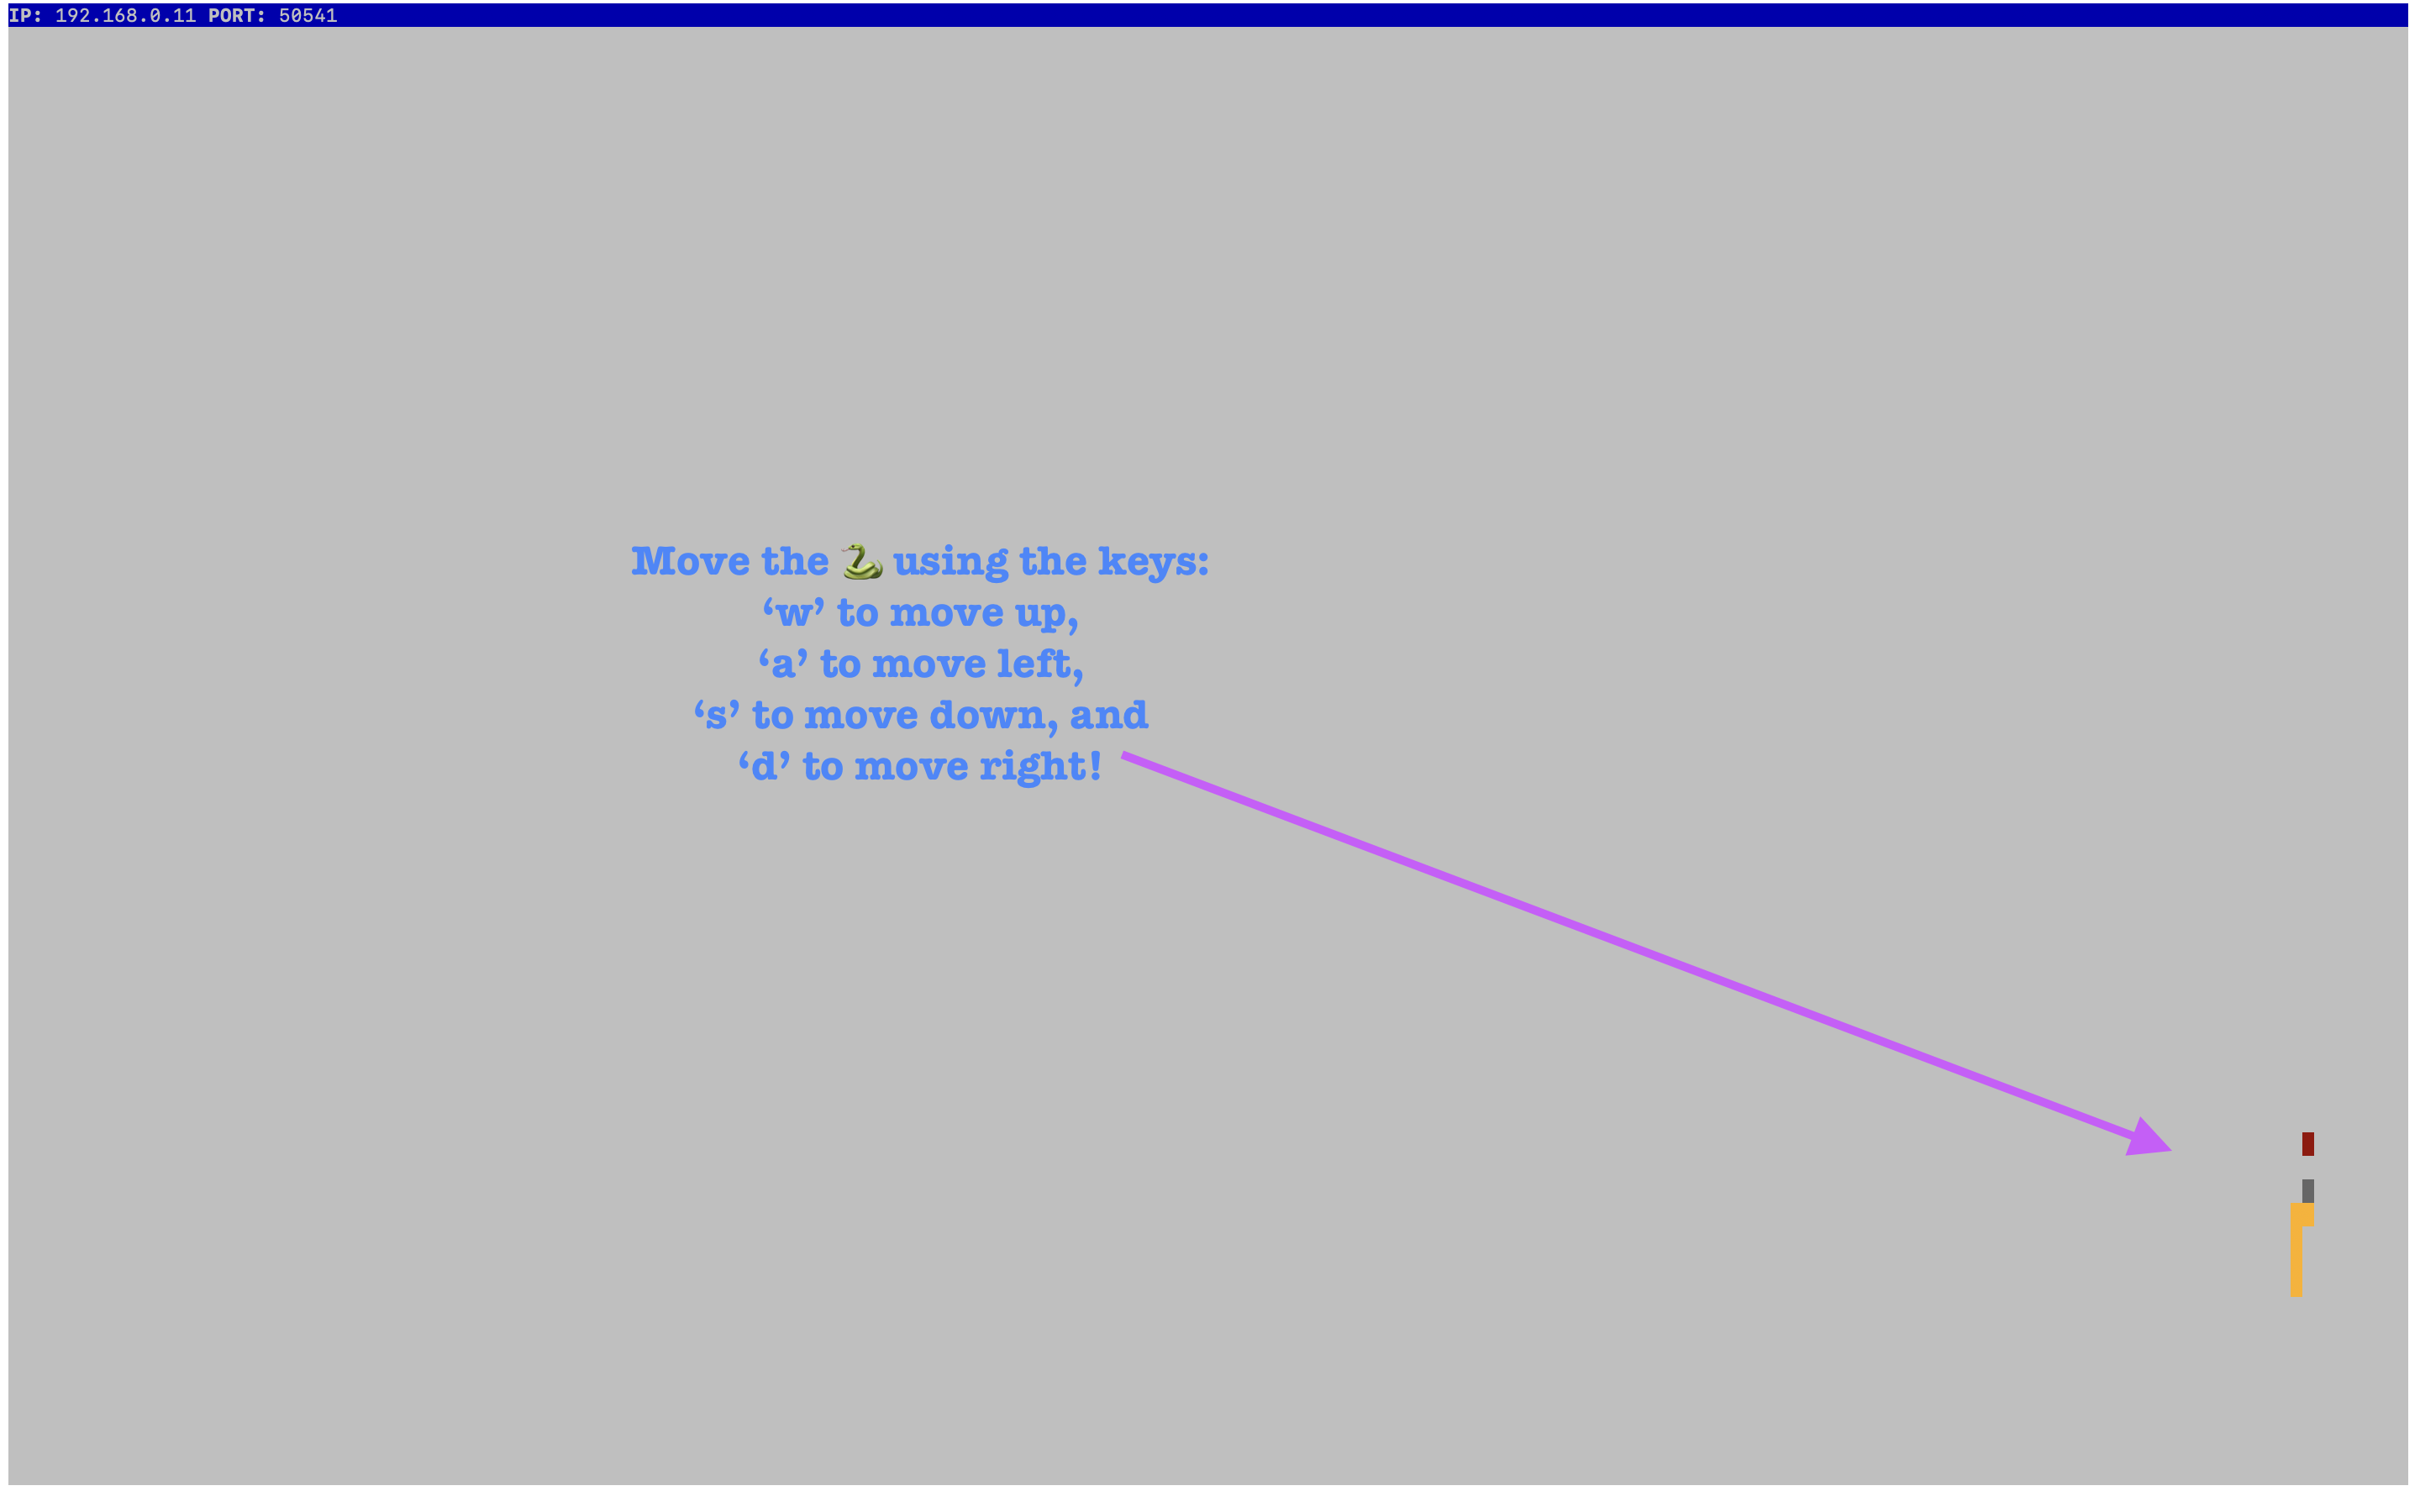 IP: 192.168.0.11 PORT: 50541
Move the 🐍 using the keys:
‘w’ to move up,
‘a’ to move left,
‘s’ to move down, and
‘d’ to move right!